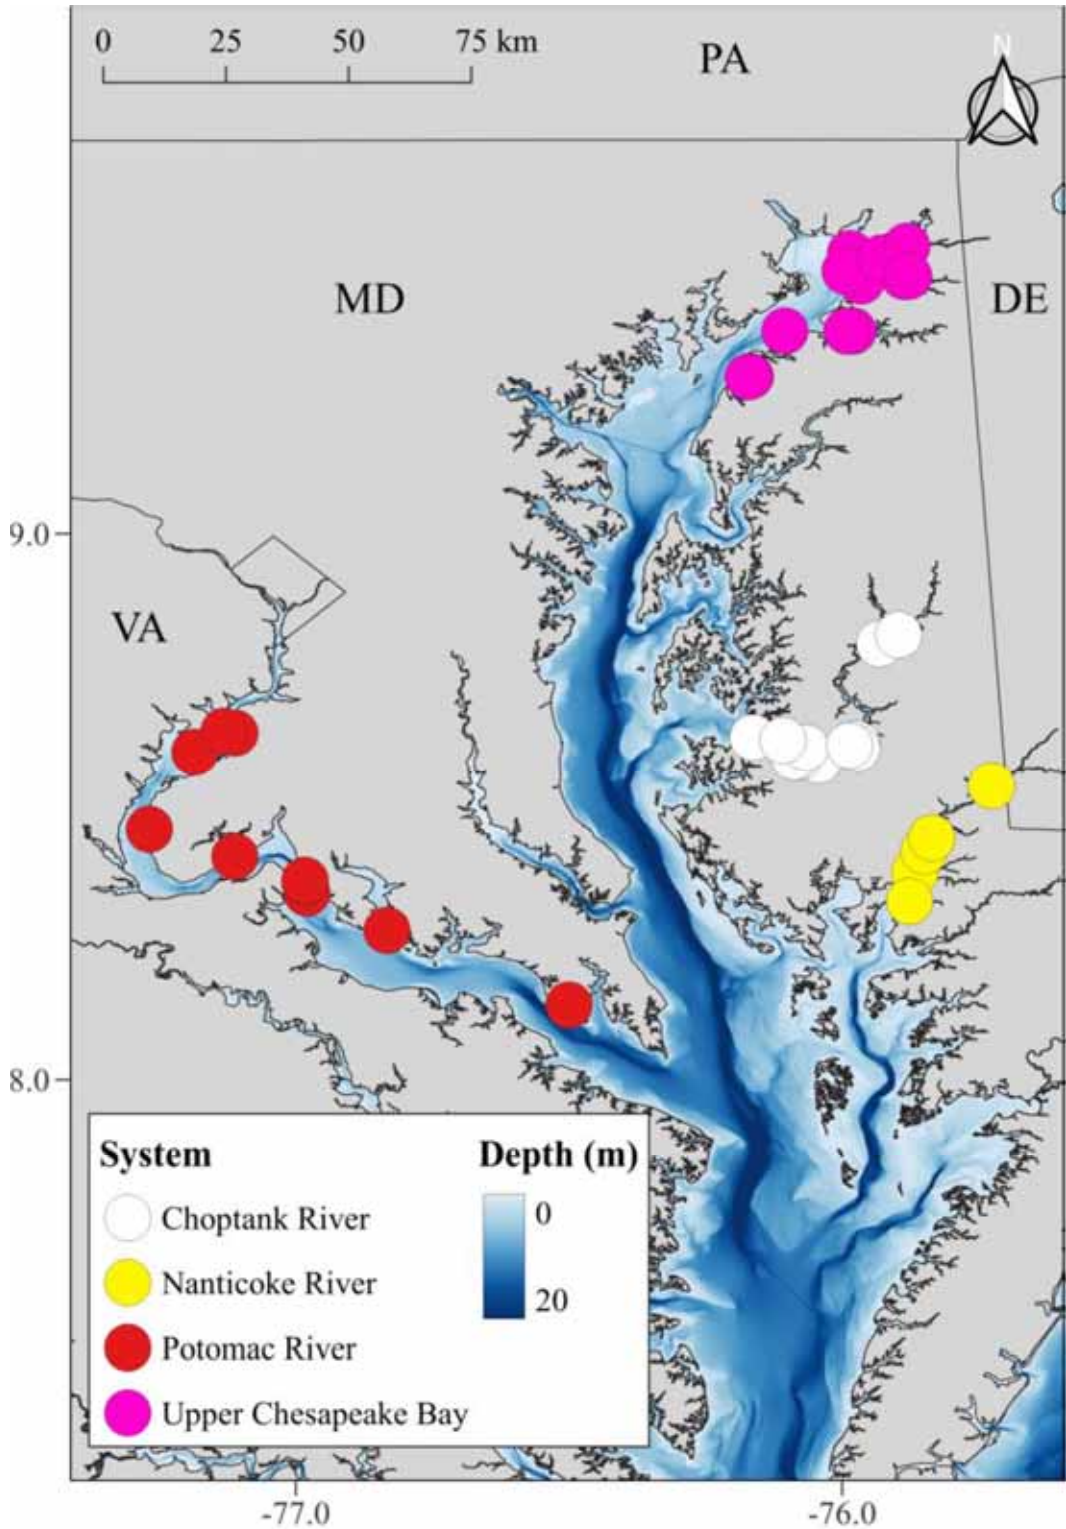 0 25 50 75 km
PA
N
MD
DE
9.0
VA
8.0
System
Choptank River
Nanticoke River
Potomac River
Upper Chesapeake Bay
Depth (m)
0
20
-77.0 -76.0